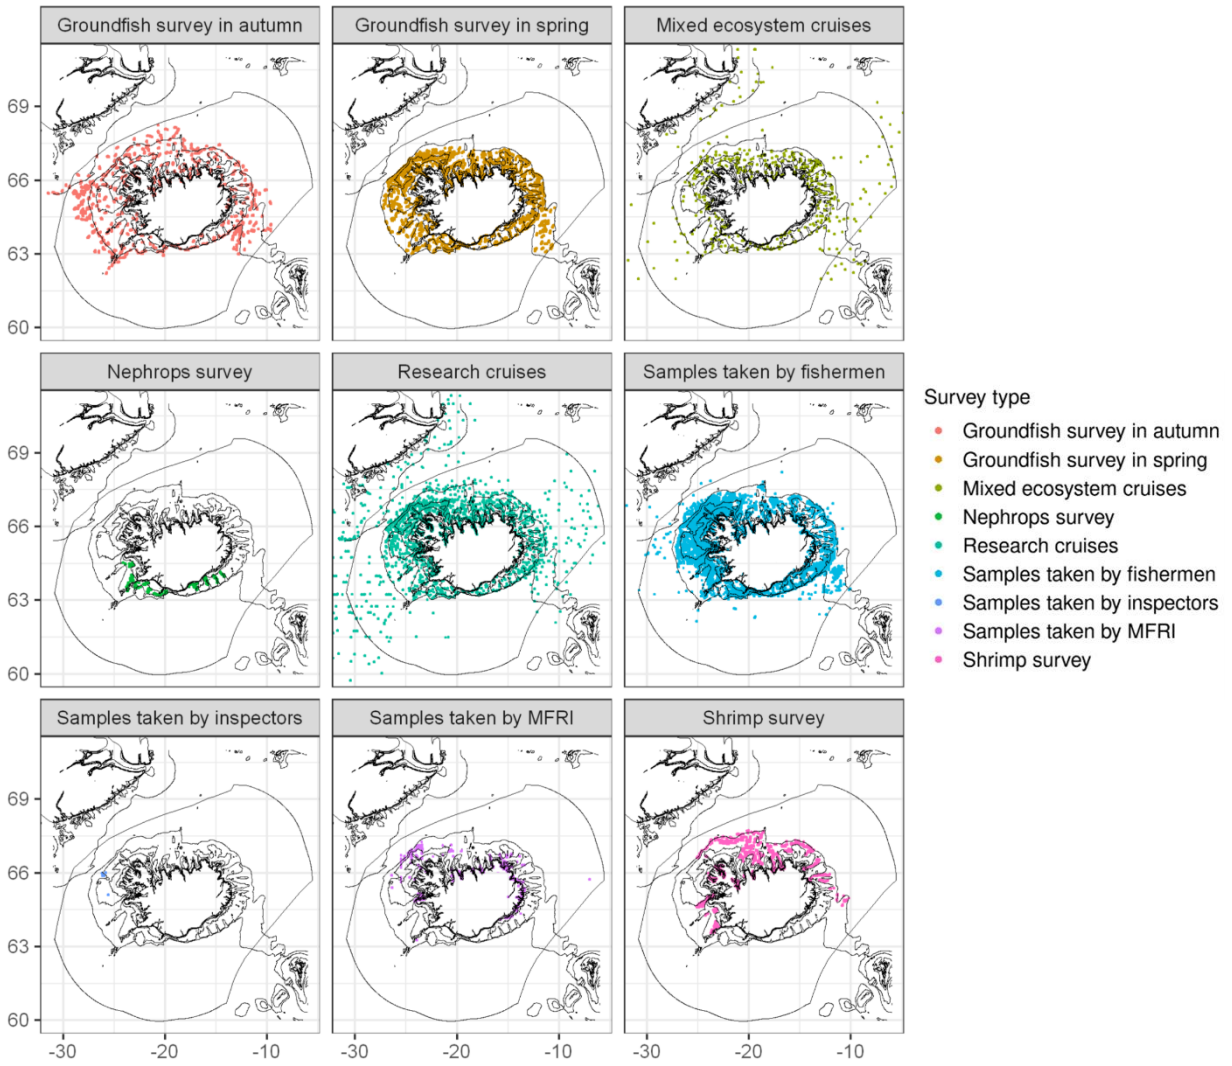 Groundfish survey in autumn
Groundfish survey in spring
Mixed ecosystem cruises
69
66
63
60
Nephrops survey
Research cruises
Samples taken by fishermen
69
66
63
60
Samples taken by inspectors
Samples taken by MFRI
Shrimp survey
69
66
63
60
-30
-20
-10
-30
-20
-10
-30
-20
-10
Survey type
Groundfish survey in autumn
Groundfish survey in spring
Mixed ecosystem cruises
Nephrops survey
Research cruises
Samples taken by fishermen
Samples taken by inspectors
Samples taken by MFRI
Shrimp survey